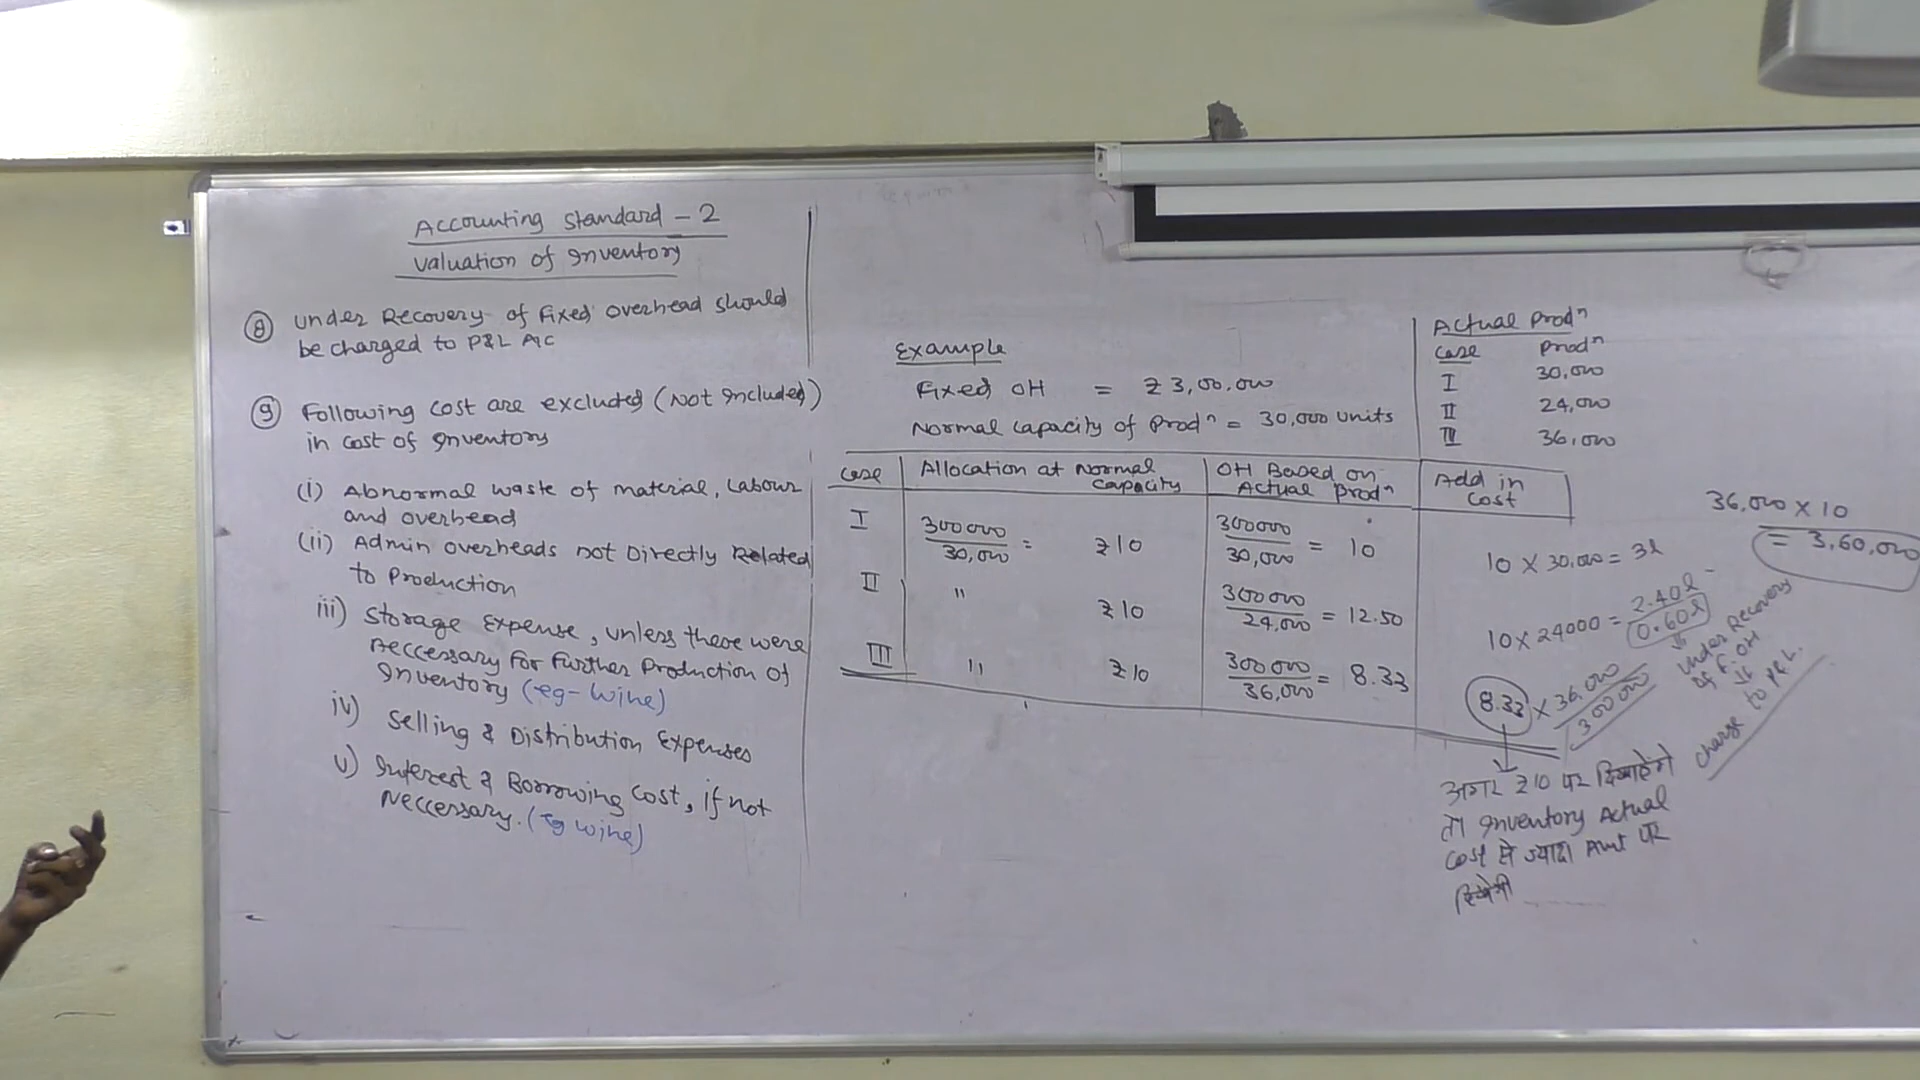 Accounting Standard - 2
Valuation of Inventory
⑧ Under Recovery of Fixed Overhead should
be charged to P&L A/C
⑨ Following cost are excluded (Not Included)
in cost of Inventory
(i) Abnormal waste of material, Labour
and overhead
(ii) Admin overheads not Directly Related
to Production
iii) Storage Expense, unless these were
Neccessary for Further Production of
Inventory (eg- Wine)
iv) Selling & Distribution Expenses
v) Interest & Borrowing Cost, if not
Neccessary. (eg wine)
Example
Fixed OH = ₹ 3,00,000
Normal Capacity of Prodⁿ = 30,000 units
Actual Prodⁿ
Case Prodⁿ
I 30,000
II 24,000
III 36,000
Case Allocation at Normal Capacity OH Based on Actual Prodⁿ Add in Cost
I 300000/30,000 = ₹10 300000/30,000 = 10 10 × 30,000 = 3l
II " ₹10 300000/24,000 = 12.50 10 × 24000 = 2.40l
0.60l
III " ₹10 300000/36,000 = 8.33 8.33 × 36,000
300000
36,000 × 10
= 3,60,000
Under Recovery
of F.OH
charge to P&L.
अगर ₹10 पर दिखाहेगे
तो Inventory Actual
Cost से ज्यादा Amt पर
दिखेगी